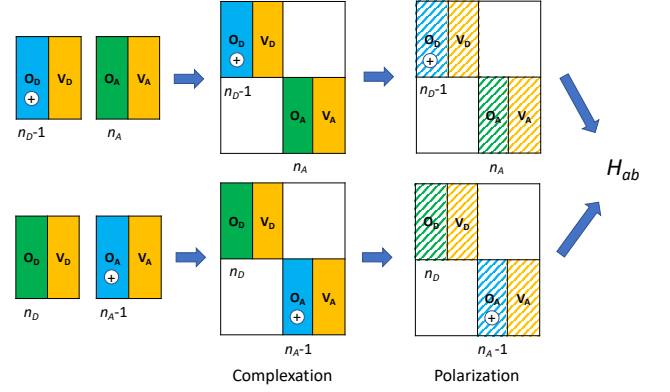 O_D V_D O_A V_A
+
n_D-1 n_A
O_D V_D
+
n_D-1
O_A V_A
n_A
O_D V_D
+
n_D-1
O_A V_A
n_A
H_ab
O_D V_D O_A V_A
+
n_D n_A-1
O_D V_D
n_D
O_A V_A
+
n_A-1
O_D V_D
n_D
O_A V_A
+
n_A-1
Complexation Polarization